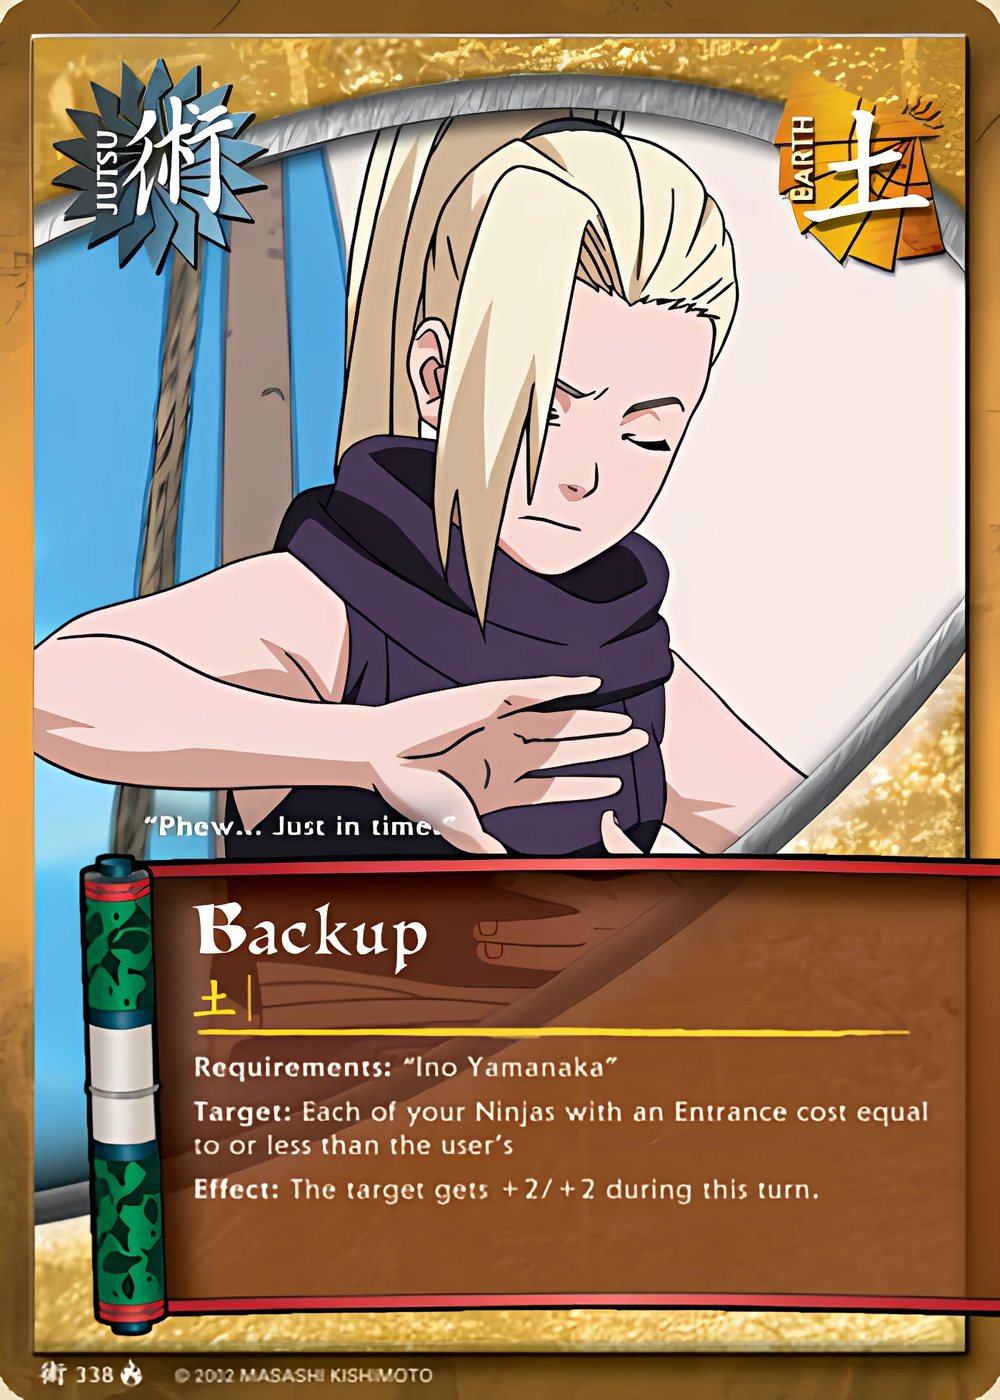 JUTSU
術
EARTH
土
“Phew... Just in time.”
Backup
土
Requirements: “Ino Yamanaka”
Target: Each of your Ninjas with an Entrance cost equal
to or less than the user's
Effect: The target gets +2/+2 during this turn.
術 338 © 2002 MASASHI KISHIMOTO